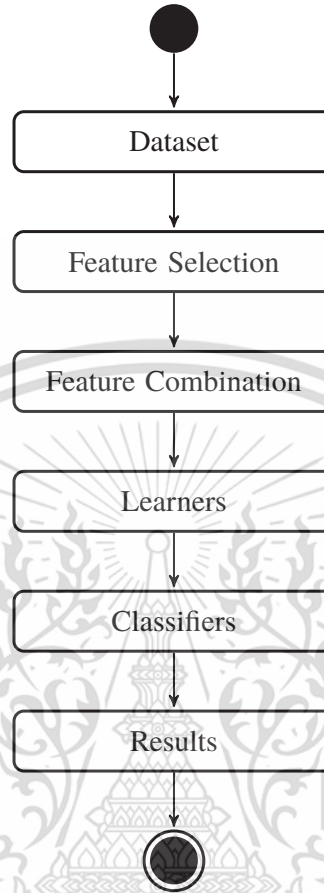 Dataset
Feature Selection
Feature Combination
Learners
Classifiers
Results